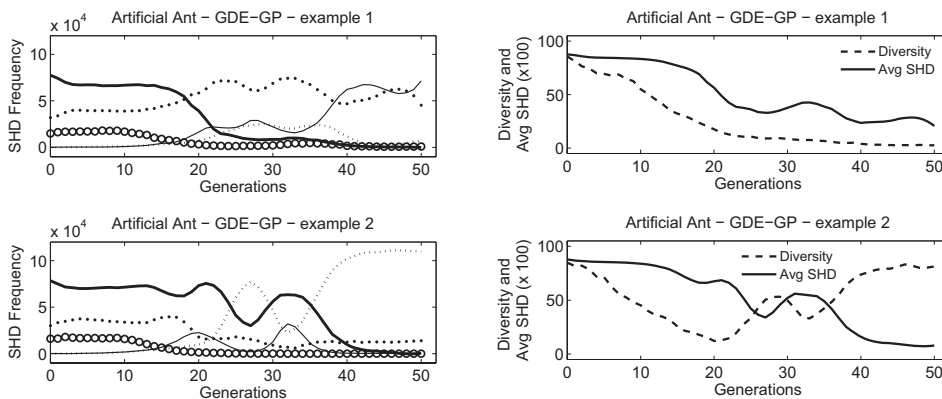 Artificial Ant − GDE−GP − example 1
x 10⁴
SHD Frequency
10
5
0
0 10 20 30 40 50
Generations
Artificial Ant − GDE−GP − example 1
Diversity and
Avg SHD (x100)
100
50
0
Diversity
Avg SHD
0 10 20 30 40 50
Generations
Artificial Ant − GDE−GP − example 2
x 10⁴
SHD Frequency
10
5
0
0 10 20 30 40 50
Generations
Artificial Ant − GDE−GP − example 2
Diversity and
Avg SHD (x 100)
100
50
0
Diversity
Avg SHD
0 10 20 30 40 50
Generations